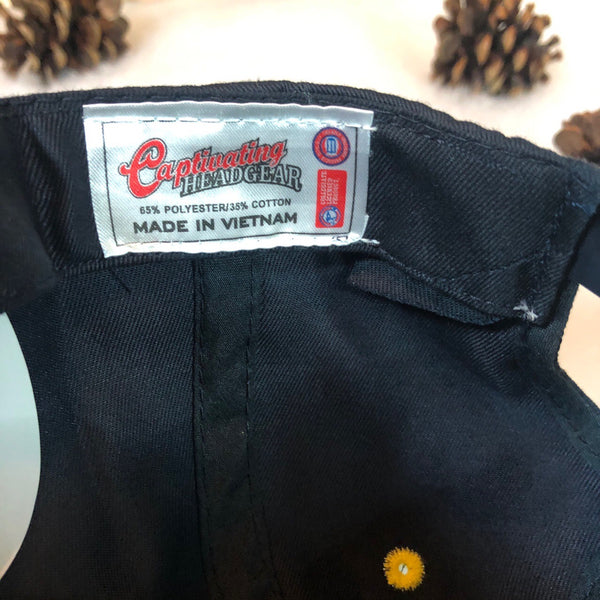 Captivating
HEADGEAR
65% POLYESTER/35% COTTON
MADE IN VIETNAM